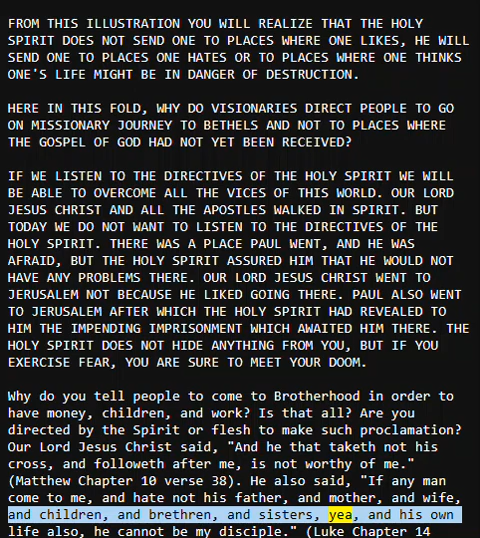 FROM THIS ILLUSTRATION YOU WILL REALIZE THAT THE HOLY
SPIRIT DOES NOT SEND ONE TO PLACES WHERE ONE LIKES, HE WILL
SEND ONE TO PLACES ONE HATES OR TO PLACES WHERE ONE THINKS
ONE'S LIFE MIGHT BE IN DANGER OF DESTRUCTION.
HERE IN THIS FOLD, WHY DO VISIONARIES DIRECT PEOPLE TO GO
ON MISSIONARY JOURNEY TO BETHELS AND NOT TO PLACES WHERE
THE GOSPEL OF GOD HAD NOT YET BEEN RECEIVED?
IF WE LISTEN TO THE DIRECTIVES OF THE HOLY SPIRIT WE WILL
BE ABLE TO OVERCOME ALL THE VICES OF THIS WORLD. OUR LORD
JESUS CHRIST AND ALL THE APOSTLES WALKED IN SPIRIT. BUT
TODAY WE DO NOT WANT TO LISTEN TO THE DIRECTIVES OF THE
HOLY SPIRIT. THERE WAS A PLACE PAUL WENT, AND HE WAS
AFRAID, BUT THE HOLY SPIRIT ASSURED HIM THAT HE WOULD NOT
HAVE ANY PROBLEMS THERE. OUR LORD JESUS CHRIST WENT TO
JERUSALEM NOT BECAUSE HE LIKED GOING THERE. PAUL ALSO WENT
TO JERUSALEM AFTER WHICH THE HOLY SPIRIT HAD REVEALED TO
HIM THE IMPENDING IMPRISONMENT WHICH AWAITED HIM THERE. THE
HOLY SPIRIT DOES NOT HIDE ANYTHING FROM YOU, BUT IF YOU
EXERCISE FEAR, YOU ARE SURE TO MEET YOUR DOOM.
Why do you tell people to come to Brotherhood in order to
have money, children, and work? Is that all? Are you
directed by the Spirit or flesh to make such proclamation?
Our Lord Jesus Christ said, "And he that taketh not his
cross, and followeth after me, is not worthy of me."
(Matthew Chapter 10 verse 38). He also said, "If any man
come to me, and hate not his father, and mother, and wife,
and children, and brethren, and sisters, yea, and his own
life also, he cannot be my disciple." (Luke Chapter 14